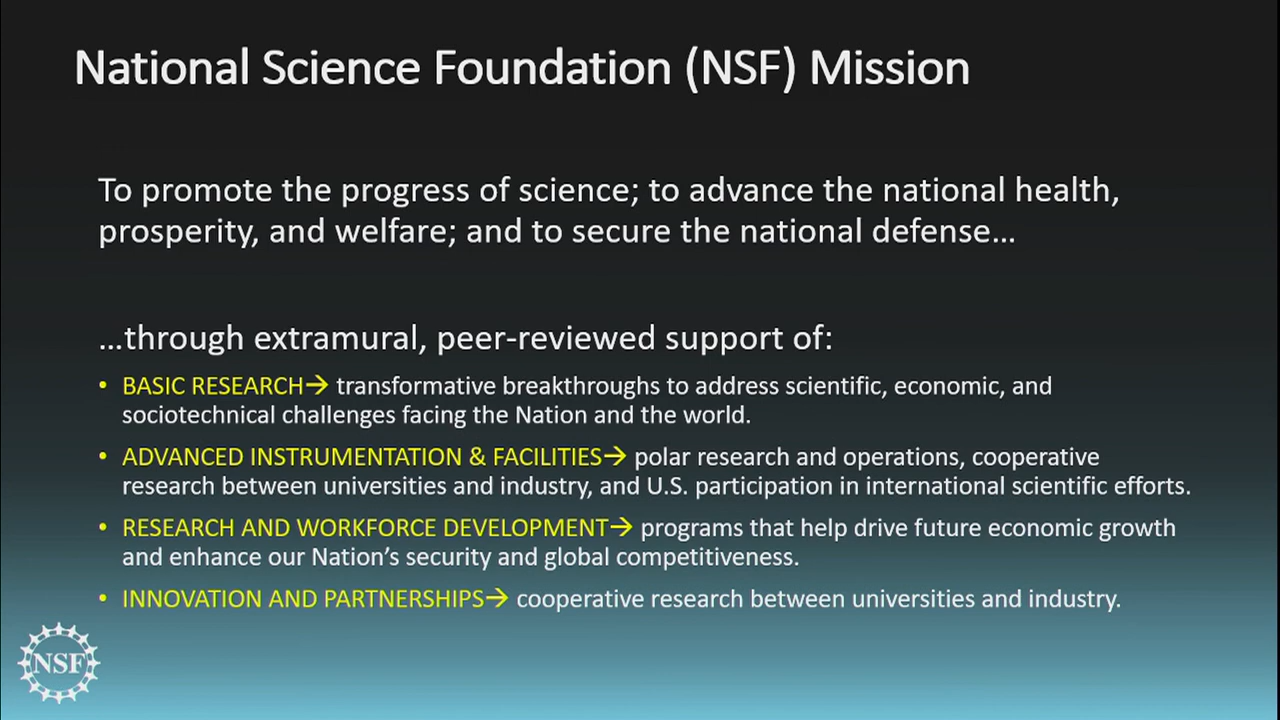 National Science Foundation (NSF) Mission
To promote the progress of science; to advance the national health,
prosperity, and welfare; and to secure the national defense…
…through extramural, peer-reviewed support of:
• BASIC RESEARCH→ transformative breakthroughs to address scientific, economic, and
sociotechnical challenges facing the Nation and the world.
• ADVANCED INSTRUMENTATION & FACILITIES→ polar research and operations, cooperative
research between universities and industry, and U.S. participation in international scientific efforts.
• RESEARCH AND WORKFORCE DEVELOPMENT→ programs that help drive future economic growth
and enhance our Nation’s security and global competitiveness.
• INNOVATION AND PARTNERSHIPS→ cooperative research between universities and industry.
NSF